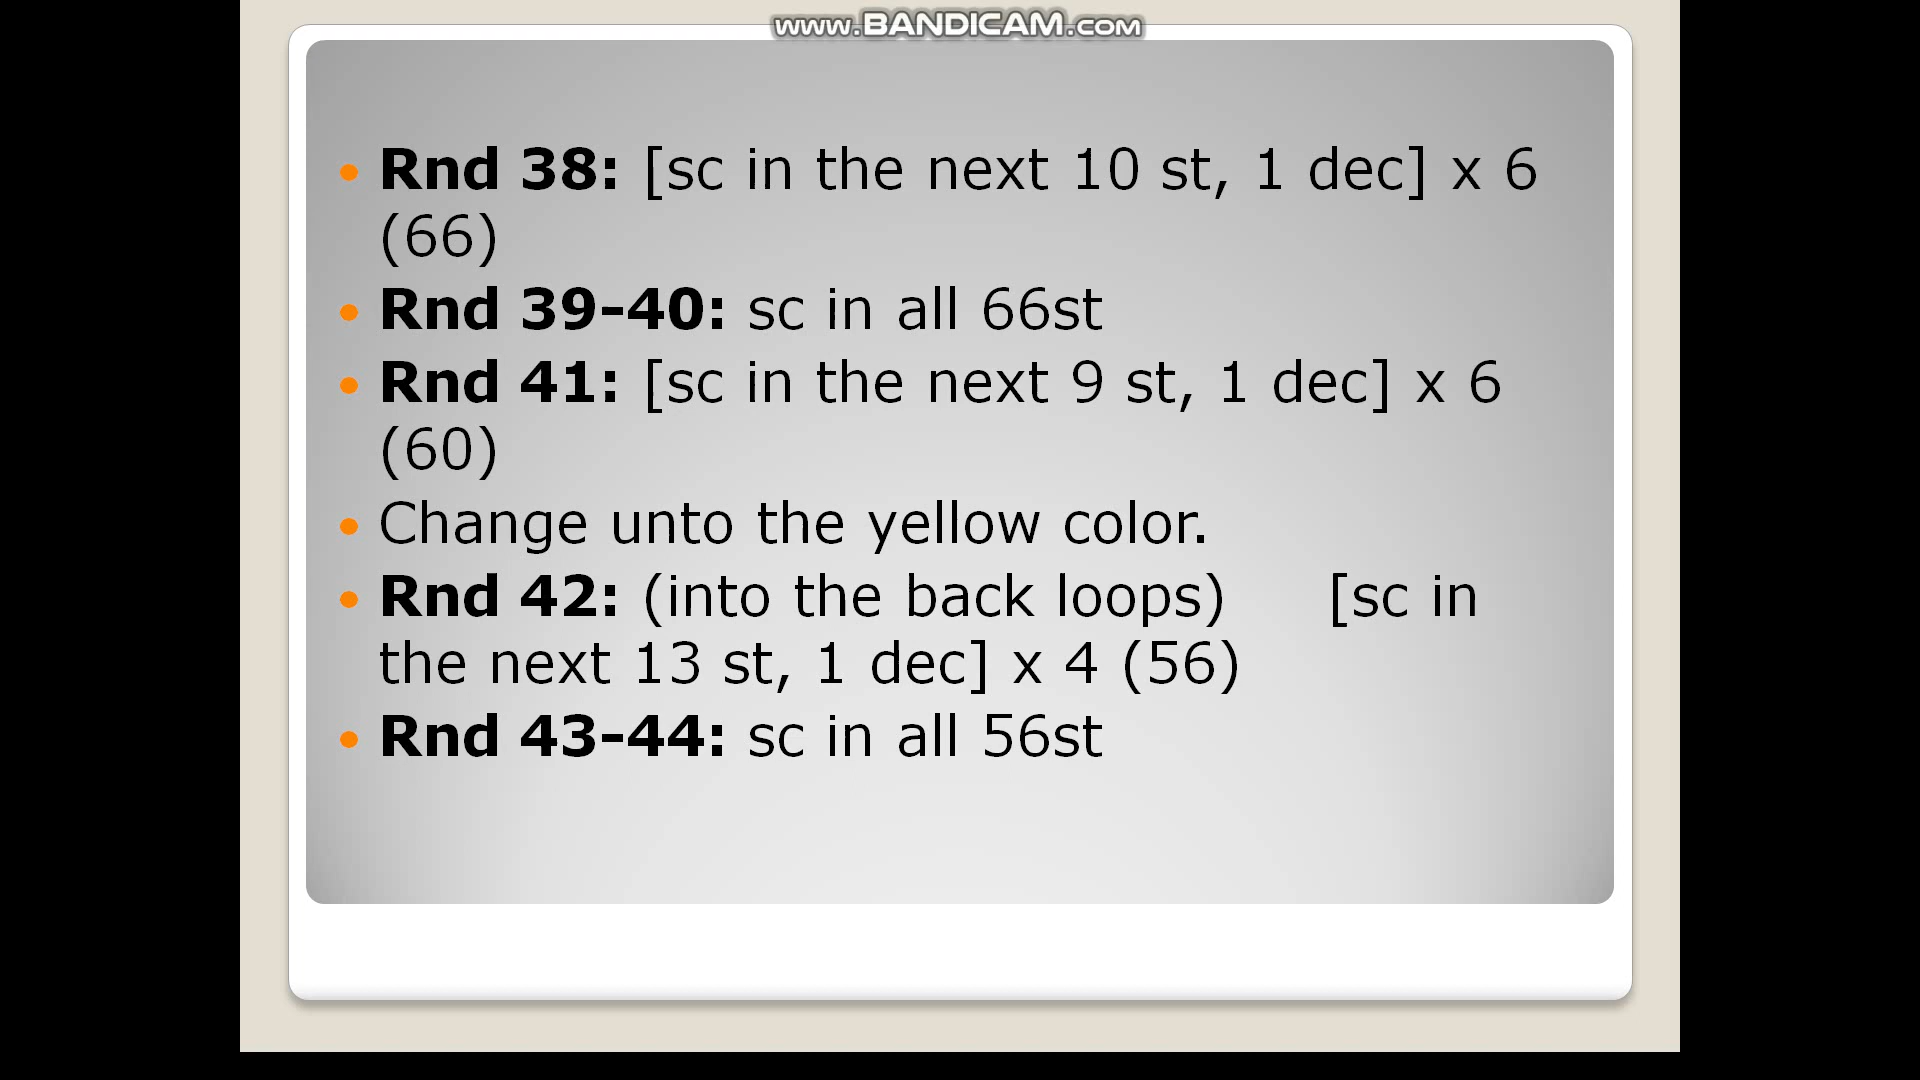 www.BANDICAM.com
• Rnd 38: [sc in the next 10 st, 1 dec] x 6
(66)
• Rnd 39-40: sc in all 66st
• Rnd 41: [sc in the next 9 st, 1 dec] x 6
(60)
• Change unto the yellow color.
• Rnd 42: (into the back loops) [sc in
the next 13 st, 1 dec] x 4 (56)
• Rnd 43-44: sc in all 56st